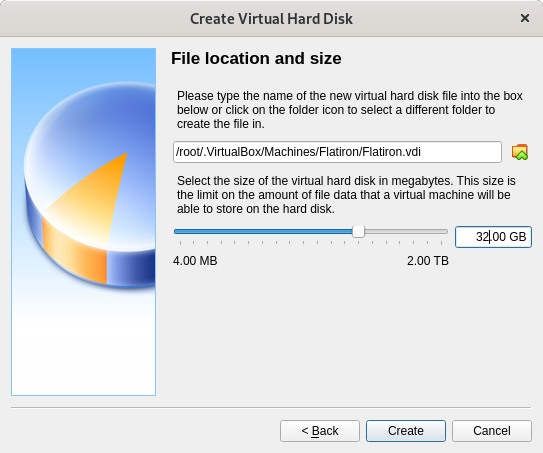 Create Virtual Hard Disk
×
File location and size
Please type the name of the new virtual hard disk file into the box
below or click on the folder icon to select a different folder to
create the file in.
/root/.VirtualBox/Machines/Flatiron/Flatiron.vdi
Select the size of the virtual hard disk in megabytes. This size is
the limit on the amount of file data that a virtual machine will be
able to store on the hard disk.
32.00 GB
4.00 MB 2.00 TB
< Back Create Cancel